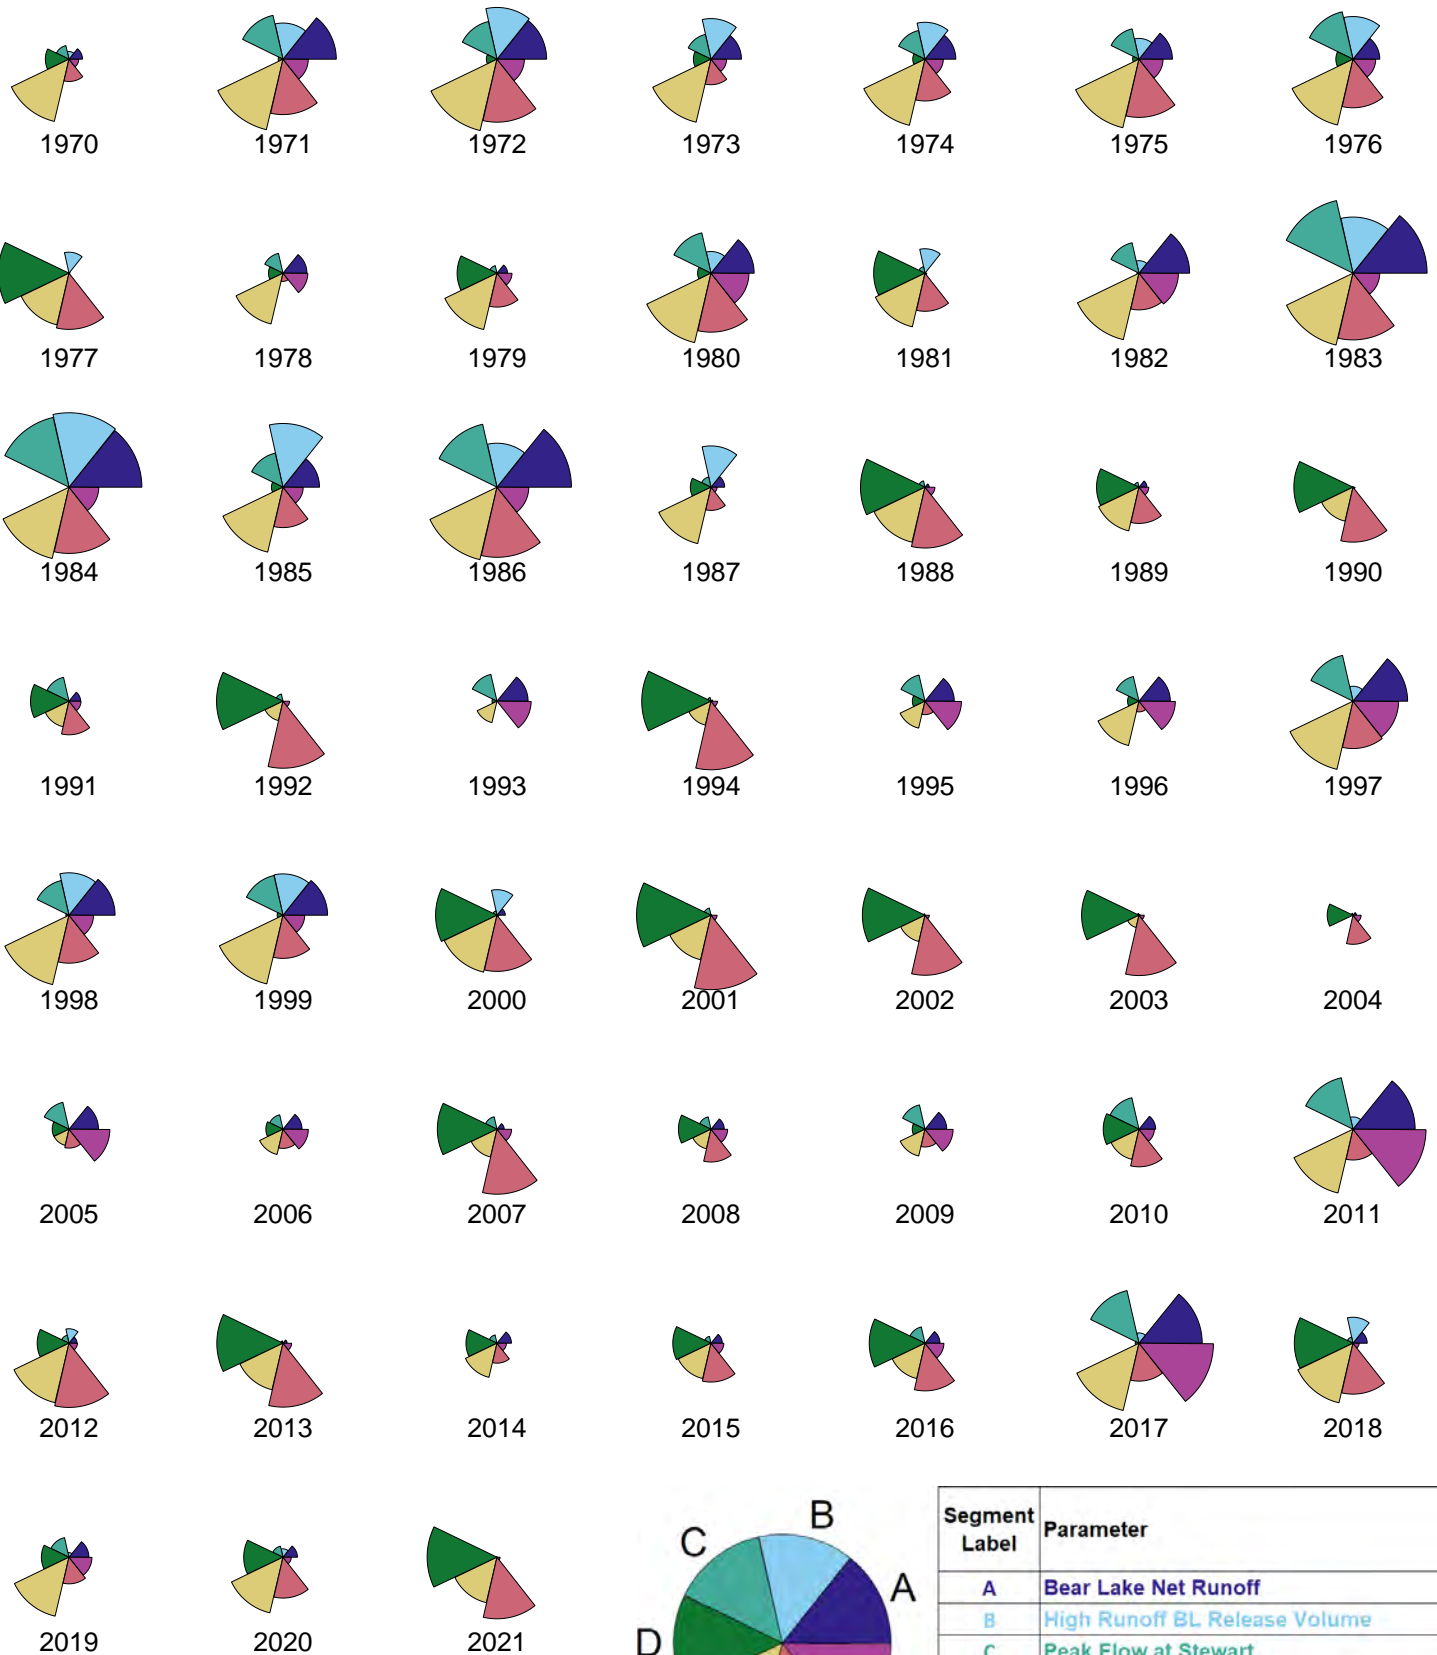 1970 1971 1972 1973 1974 1975 1976
1977 1978 1979 1980 1981 1982 1983
1984 1985 1986 1987 1988 1989 1990
1991 1992 1993 1994 1995 1996 1997
1998 1999 2000 2001 2002 2003 2004
2005 2006 2007 2008 2009 2010 2011
2012 2013 2014 2015 2016 2017 2018
2019 2020 2021
B
C
A
D
Segment Label Parameter
A Bear Lake Net Runoff
B High Runoff BL Release Volume
C Peak Flow at Stewart